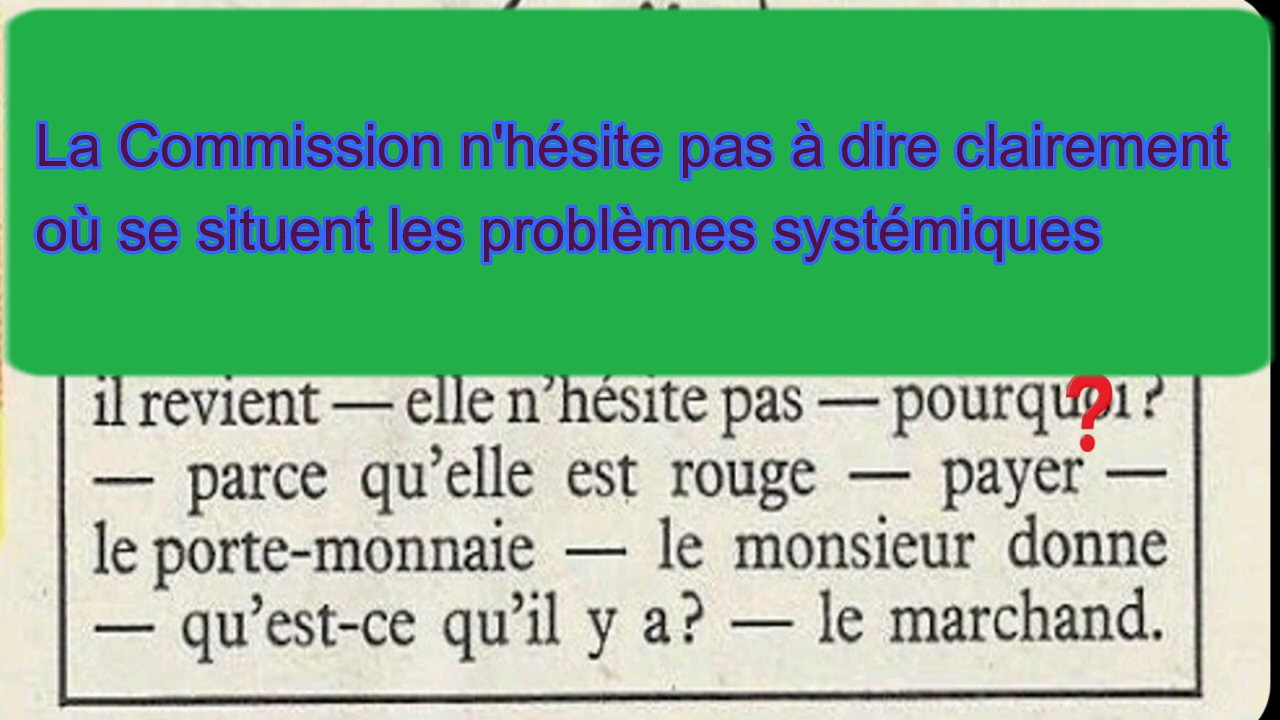 La Commission n'hésite pas à dire clairement
où se situent les problèmes systémiques
il revient — elle n'hésite pas — pourquoi ?
❓
— parce qu'elle est rouge — payer —
le porte-monnaie — le monsieur donne
— qu'est-ce qu'il y a? — le marchand.